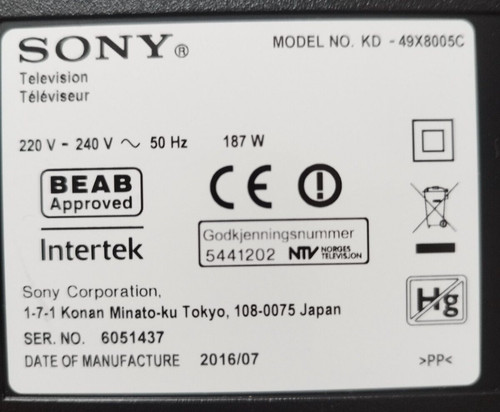 SONY®
MODEL NO. KD - 49X8005C
Television
Téléviseur
220 V - 240 V ~ 50 Hz 187 W
BEAB
Approved
CE
Intertek
Godkjenningsnummer
5441202 NTV NORGES TELEVISJON
Sony Corporation,
1-7-1 Konan Minato-ku Tokyo, 108-0075 Japan
Hg
SER. NO. 6051437
DATE OF MANUFACTURE 2016/07
>PP<